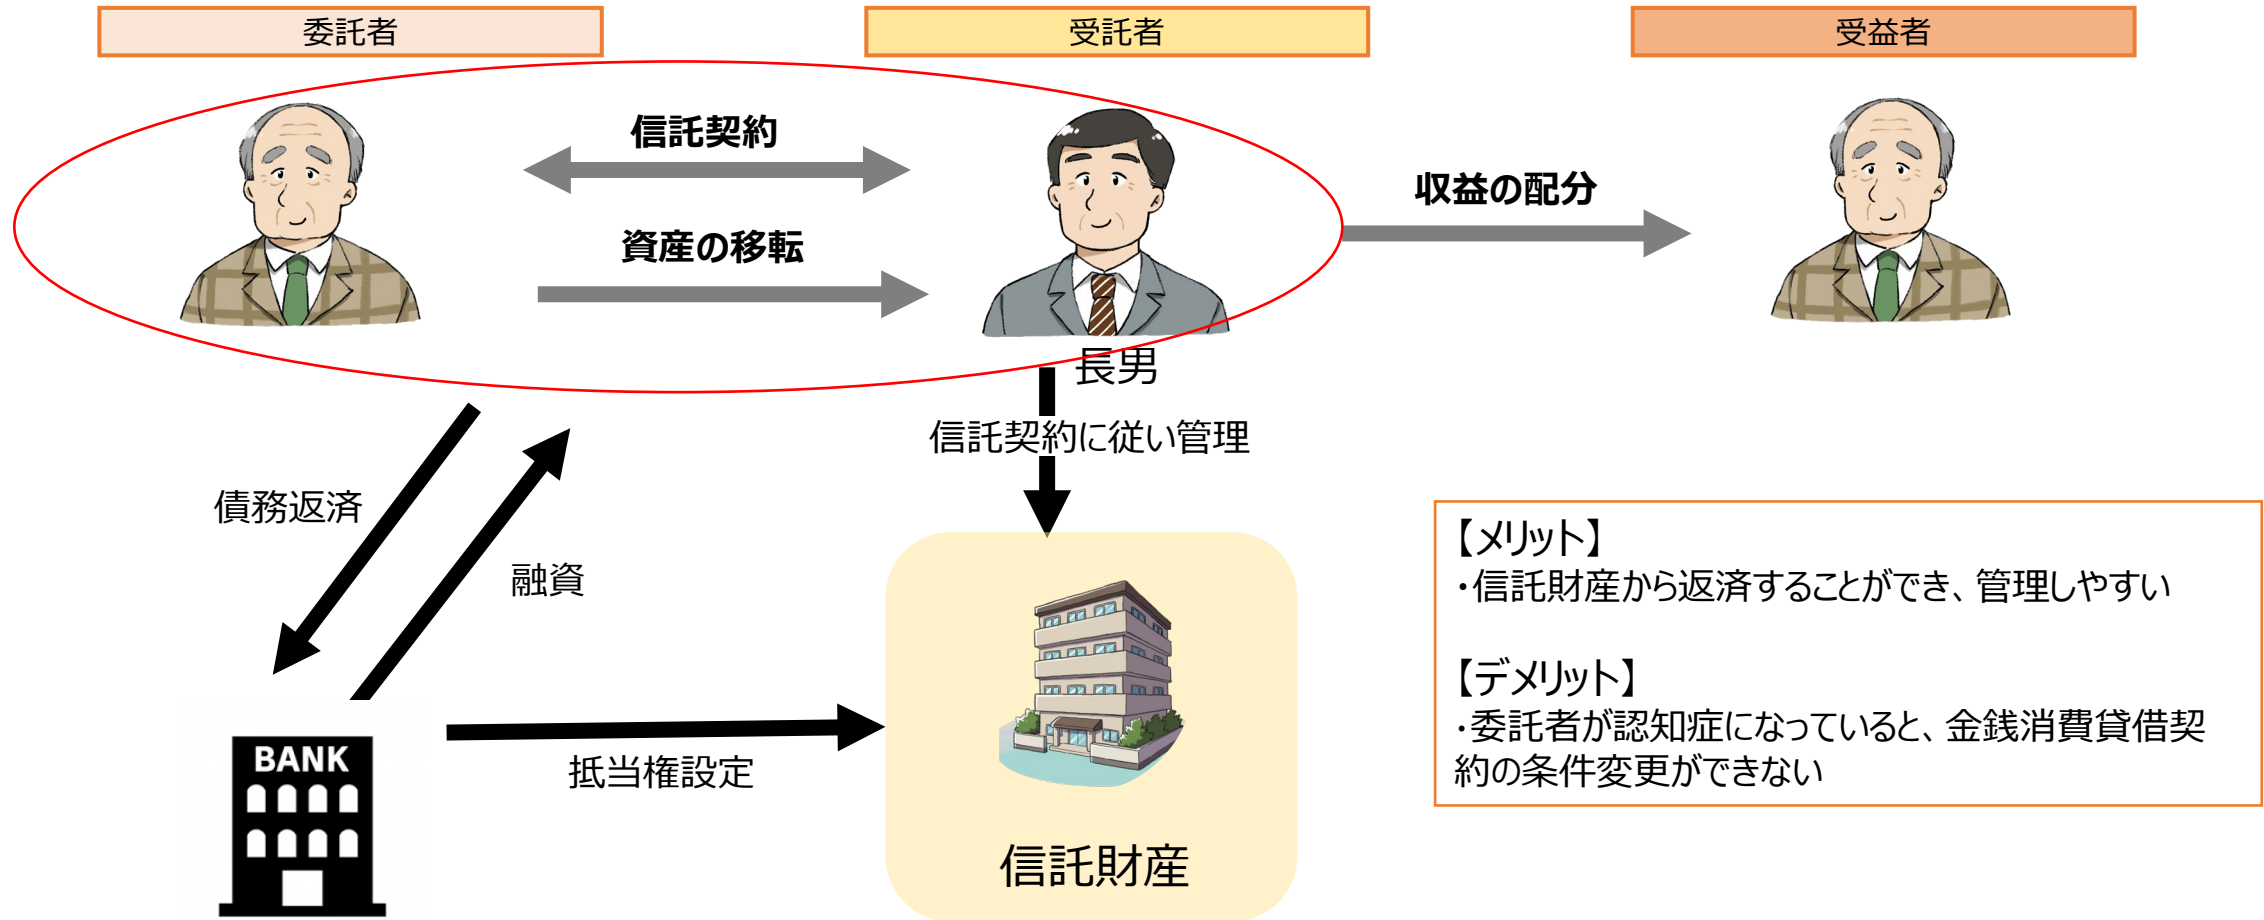 委託者
受託者
受益者
信託契約
資産の移転
収益の配分
長男
信託契約に従い管理
債務返済
融資
抵当権設定
BANK
信託財産
【メリット】
・信託財産から返済することができ、管理しやすい
【デメリット】
・委託者が認知症になっていると、金銭消費貸借契
約の条件変更ができない